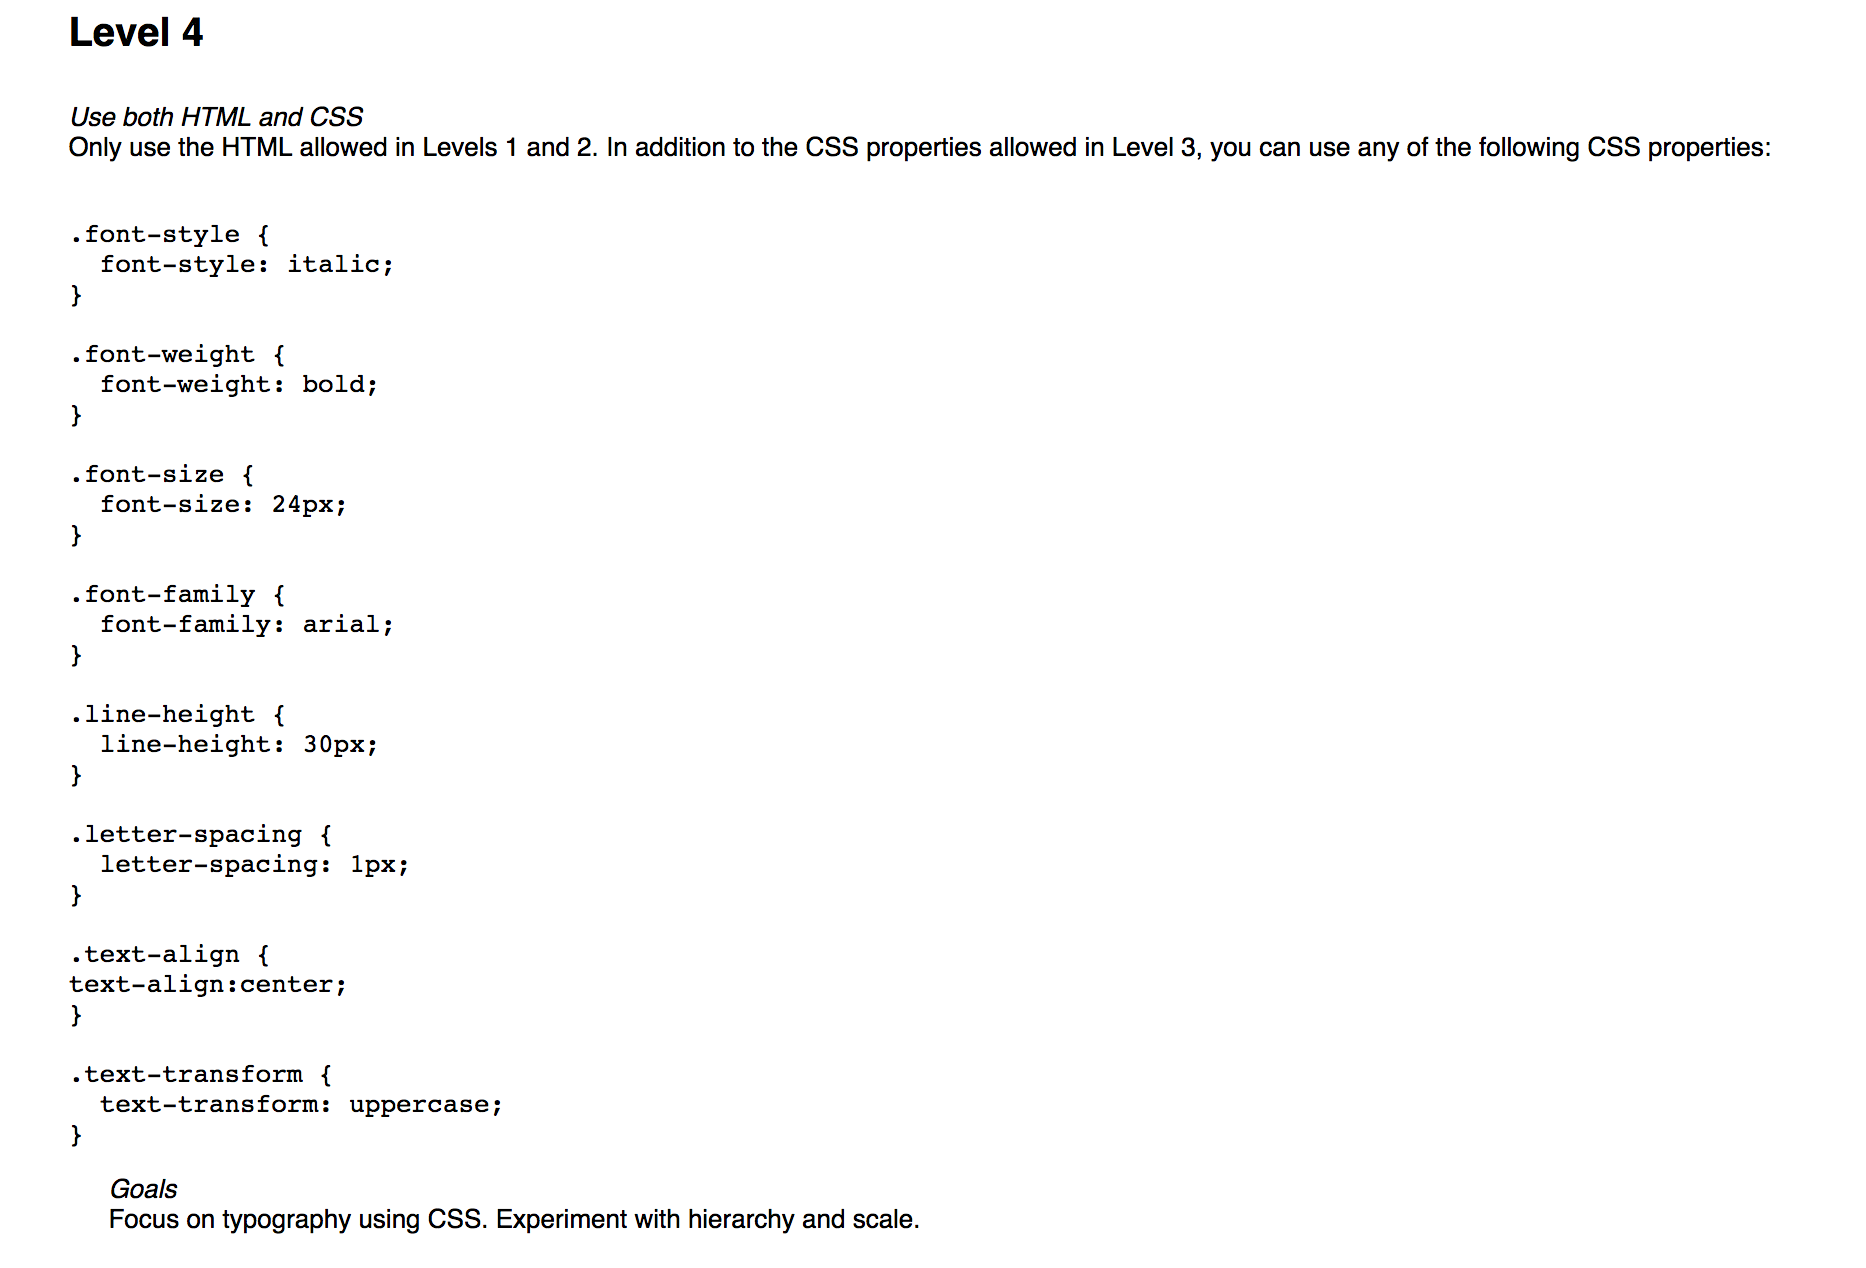 Level 4
Use both HTML and CSS
Only use the HTML allowed in Levels 1 and 2. In addition to the CSS properties allowed in Level 3, you can use any of the following CSS properties:
.font-style {
  font-style: italic;
}
.font-weight {
  font-weight: bold;
}
.font-size {
  font-size: 24px;
}
.font-family {
  font-family: arial;
}
.line-height {
  line-height: 30px;
}
.letter-spacing {
  letter-spacing: 1px;
}
.text-align {
text-align:center;
}
.text-transform {
  text-transform: uppercase;
}
Goals
Focus on typography using CSS. Experiment with hierarchy and scale.